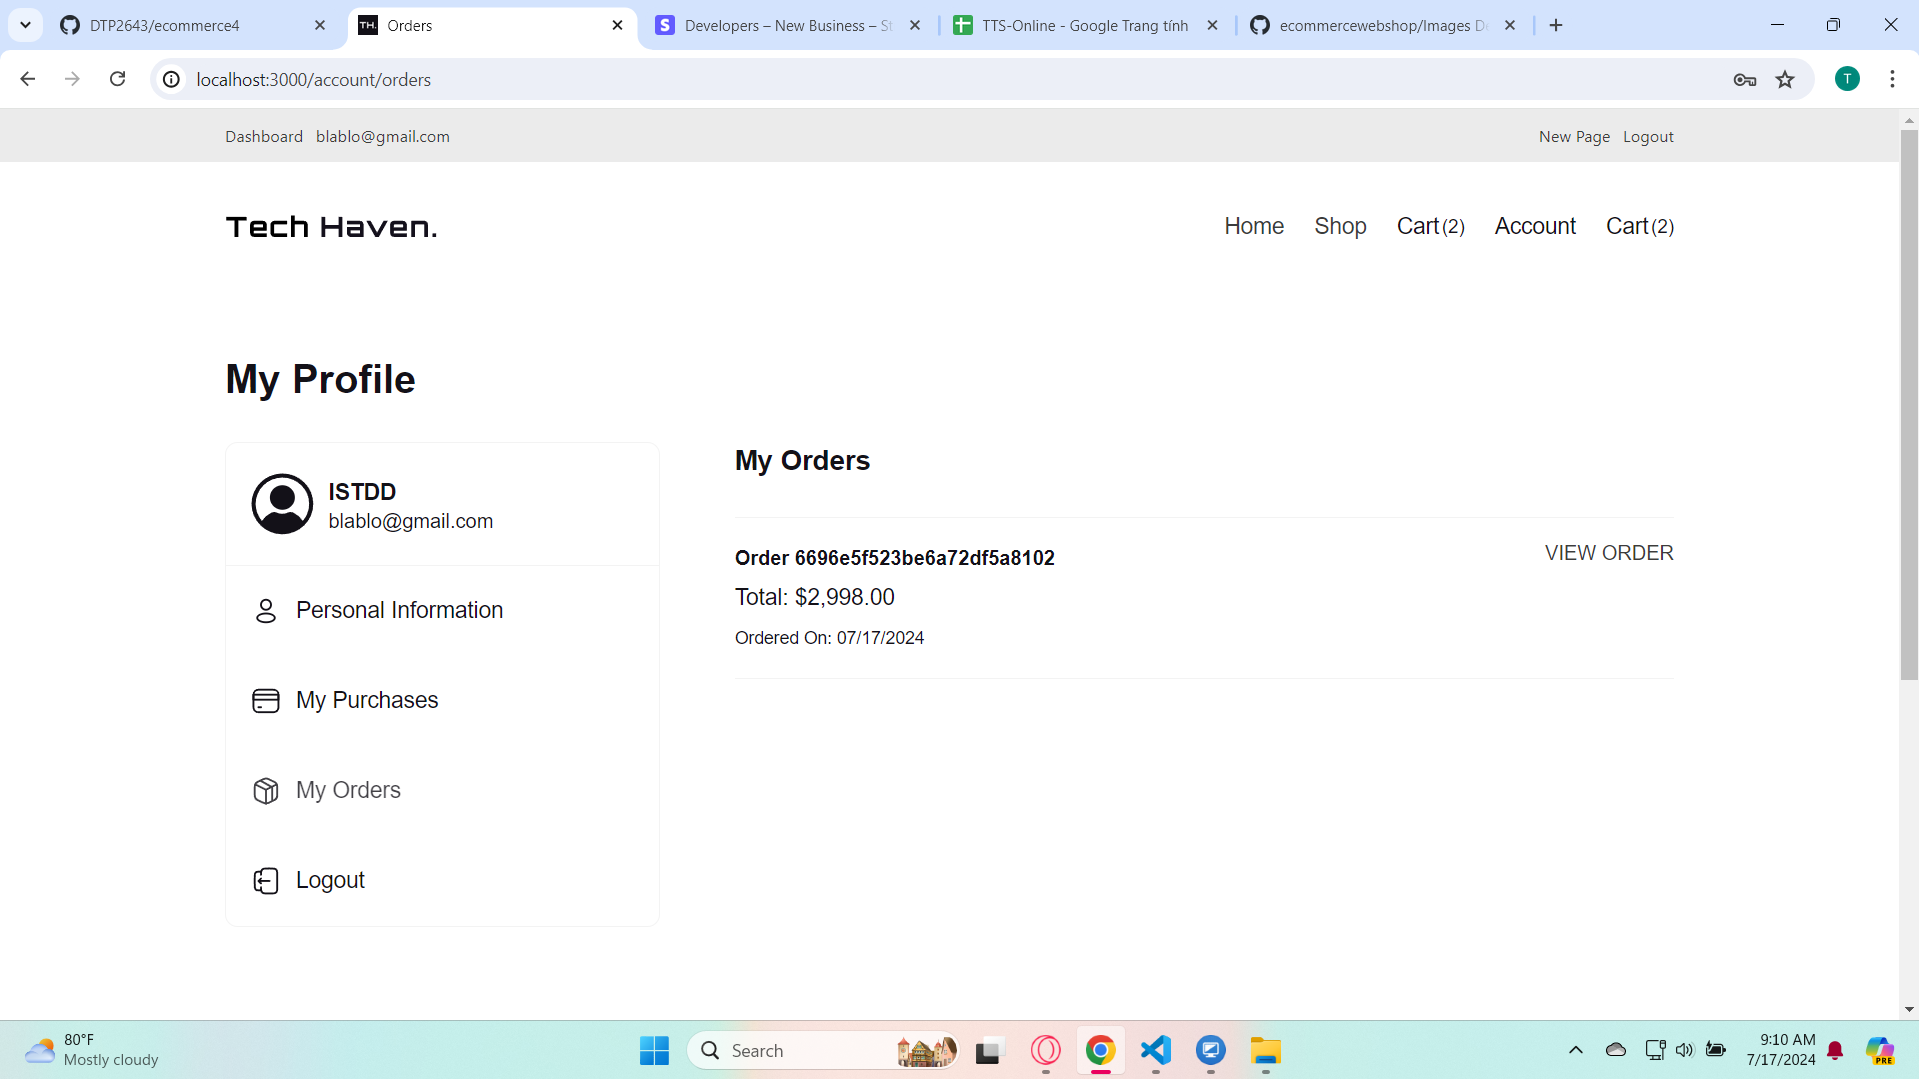 DTP2643/ecommerce4
TH.
Orders
S
Developers – New Business – St
TTS-Online - Google Trang tính
ecommercewebshop/Images De
localhost:3000/account/orders
T
Dashboard blablo@gmail.com
New Page Logout
Tech Haven.
Home Shop Cart(2) Account Cart(2)
My Profile
ISTDD
blablo@gmail.com
Personal Information
My Purchases
My Orders
Logout
My Orders
Order 6696e5f523be6a72df5a8102
VIEW ORDER
Total: $2,998.00
Ordered On: 07/17/2024
80°F
Mostly cloudy
Search
9:10 AM
7/17/2024
PRE